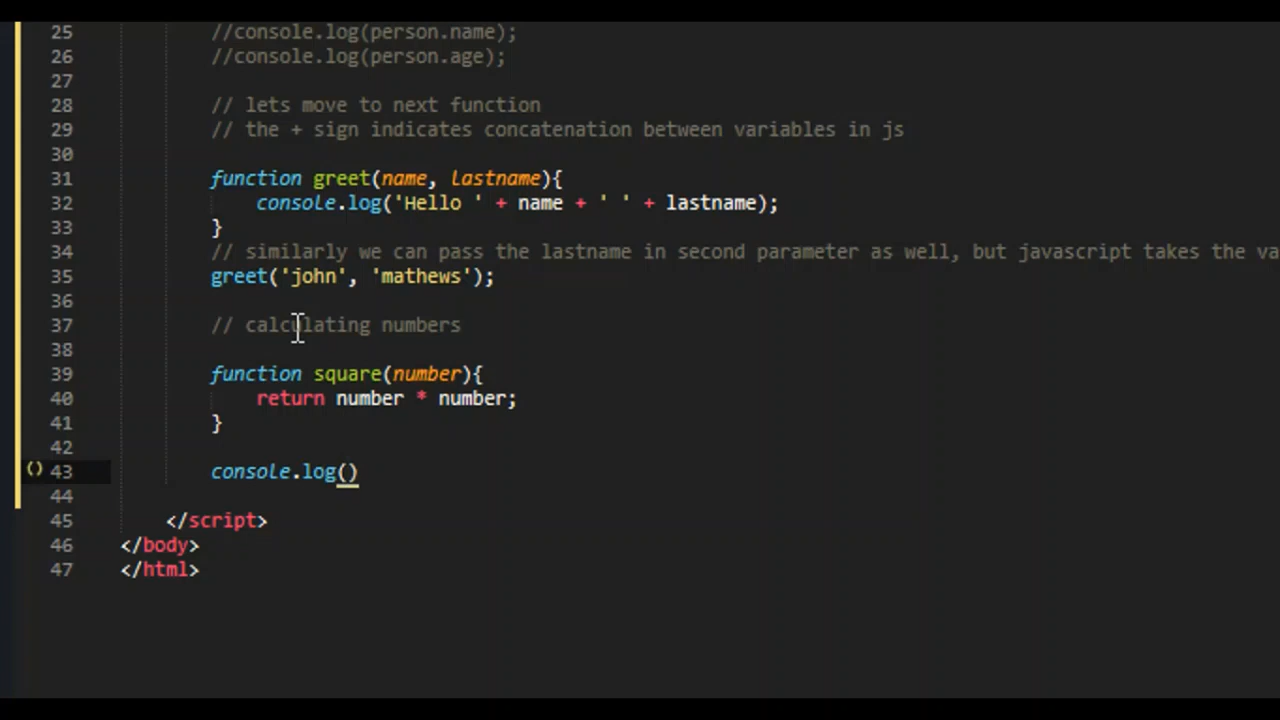 25 //console.log(person.name);
26 //console.log(person.age);
27
28 // lets move to next function
29 // the + sign indicates concatenation between variables in js
30
31 function greet(name, lastname){
32 console.log('Hello ' + name + ' ' + lastname);
33 }
34 // similarly we can pass the lastname in second parameter as well, but javascript takes the va
35 greet('john', 'mathews');
36
37 // calculating numbers
38
39 function square(number){
40 return number * number;
41 }
42
() 43 console.log()
44
45 </script>
46 </body>
47 </html>